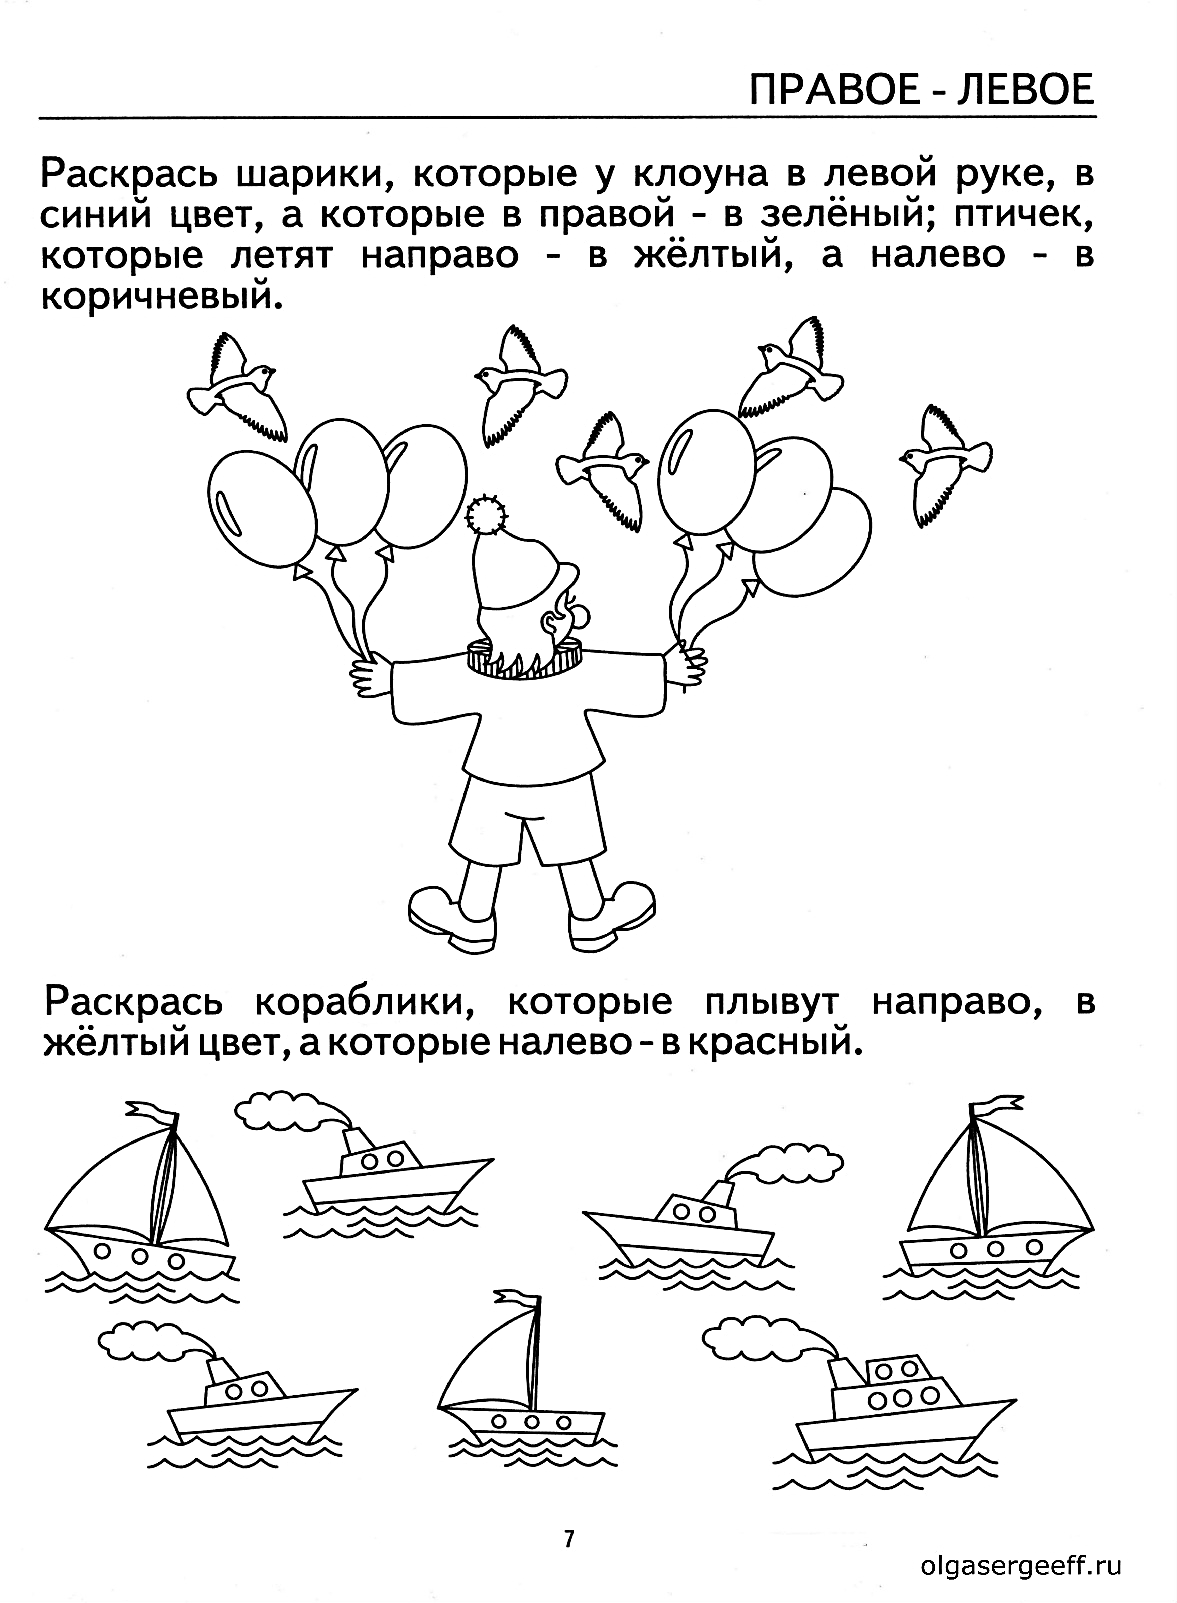 ПРАВОЕ - ЛЕВОЕ
Раскрась шарики, которые у клоуна в левой руке, в
синий цвет, а которые в правой - в зелёный; птичек,
которые летят направо - в жёлтый, а налево - в
коричневый.
Раскрась кораблики, которые плывут направо, в
жёлтый цвет, а которые налево - в красный.
7
olgasergeeff.ru